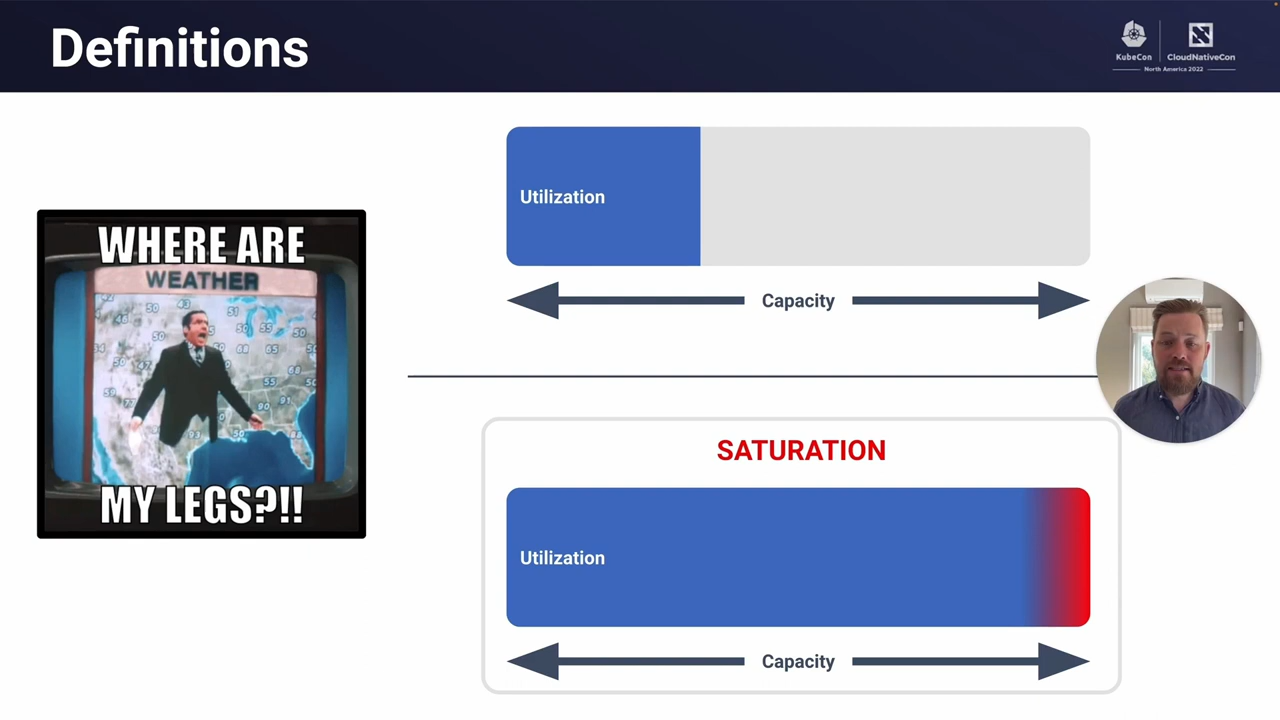 Definitions
KubeCon
CloudNativeCon
North America 2022
WHERE ARE
WEATHER
MY LEGS?!!
Utilization
Capacity
SATURATION
Utilization
Capacity